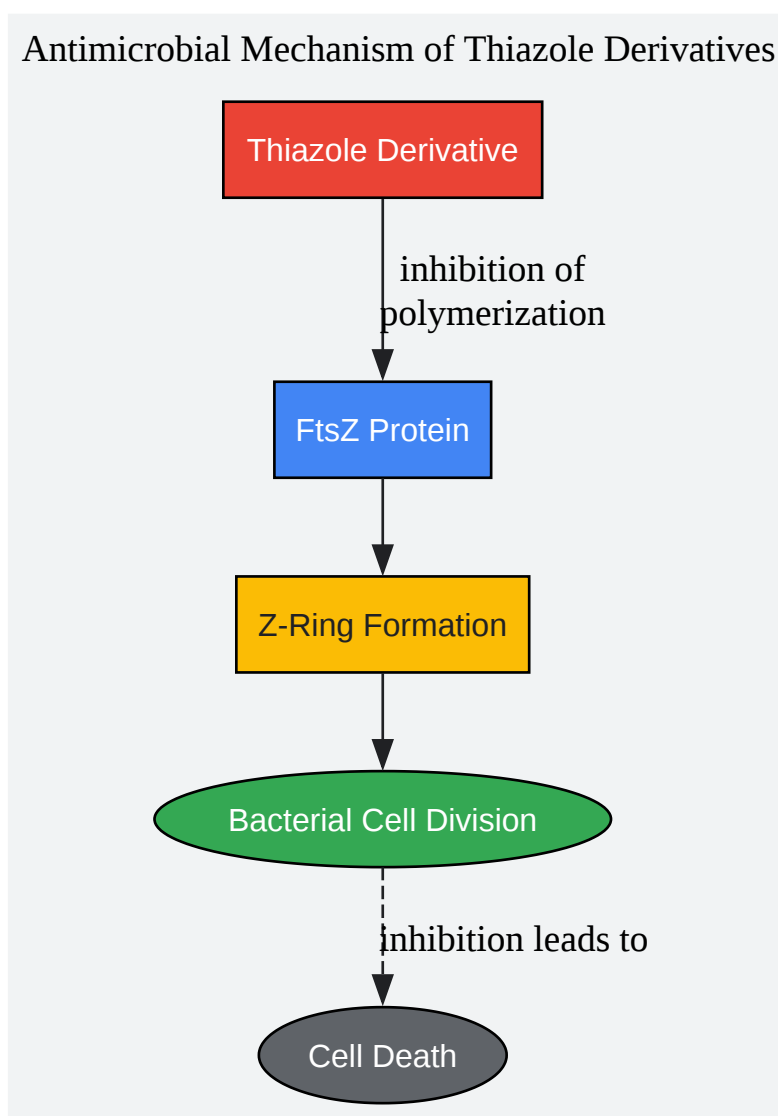 Antimicrobial Mechanism of Thiazole Derivatives
Thiazole Derivative
inhibition of
polymerization
FtsZ Protein
Z-Ring Formation
Bacterial Cell Division
inhibition leads to
Cell Death